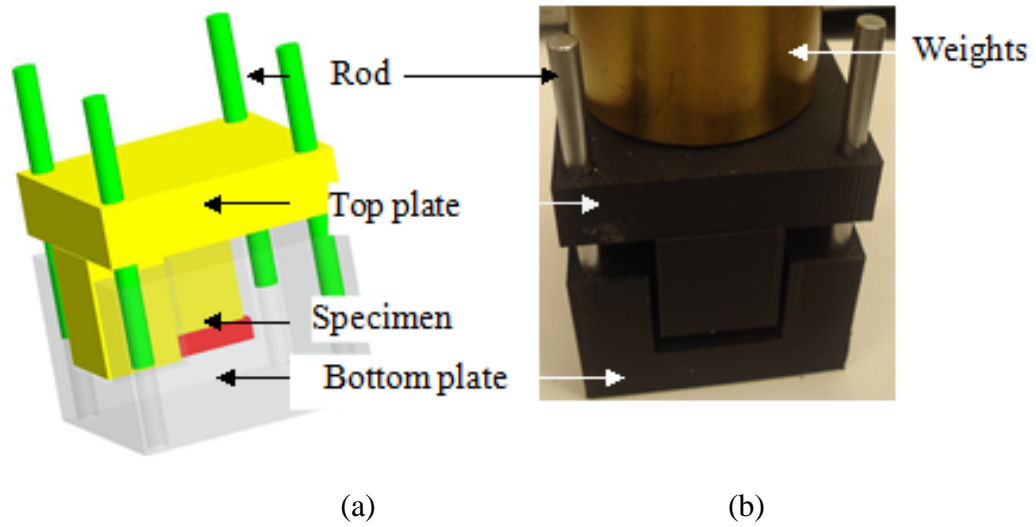 Rod
Weights
Top plate
Specimen
Bottom plate
(a)
(b)